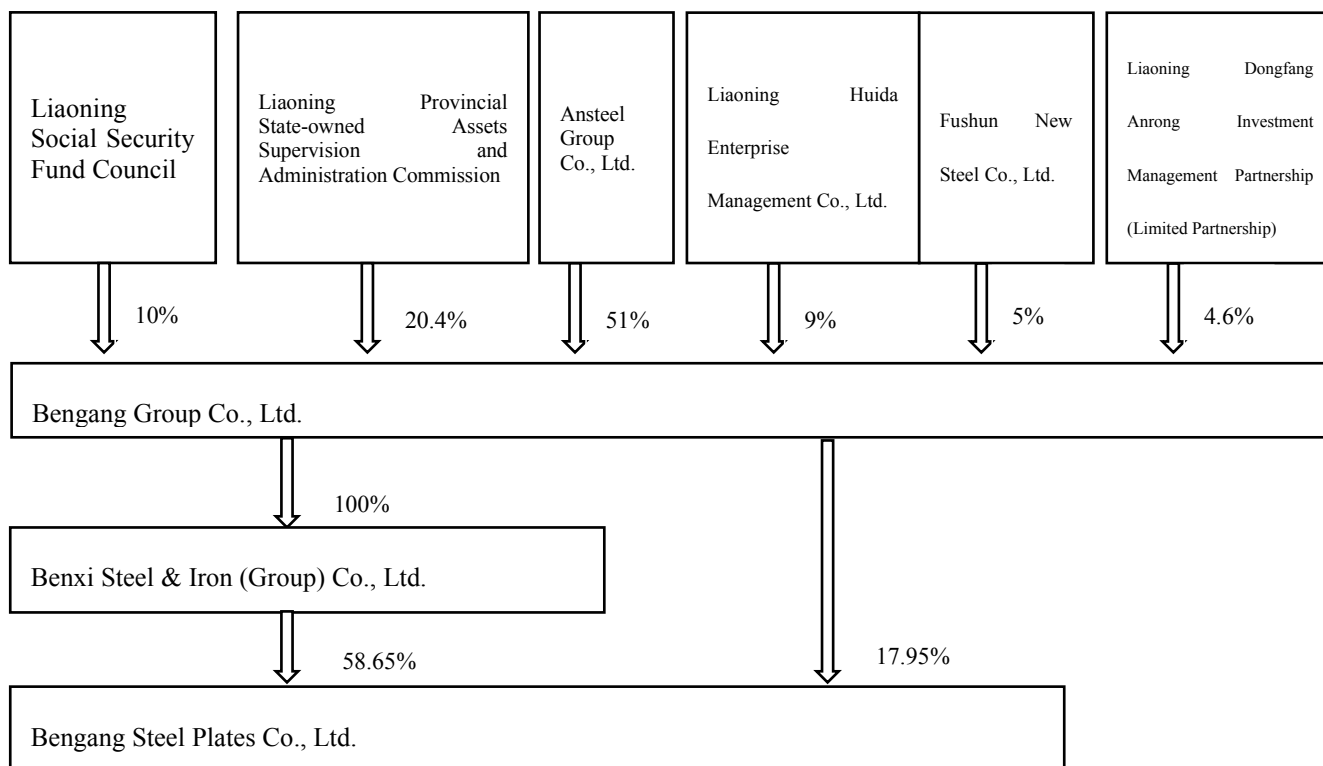 Liaoning
Social Security
Fund Council
Liaoning Provincial
State-owned Assets
Supervision and
Administration Commission
Ansteel
Group
Co., Ltd.
Liaoning Huida
Enterprise
Management Co., Ltd.
Fushun New
Steel Co., Ltd.
Liaoning Dongfang
Anrong Investment
Management Partnership
(Limited Partnership)
10%
20.4%
51%
9%
5%
4.6%
Bengang Group Co., Ltd.
100%
Benxi Steel & Iron (Group) Co., Ltd.
58.65%
17.95%
Bengang Steel Plates Co., Ltd.